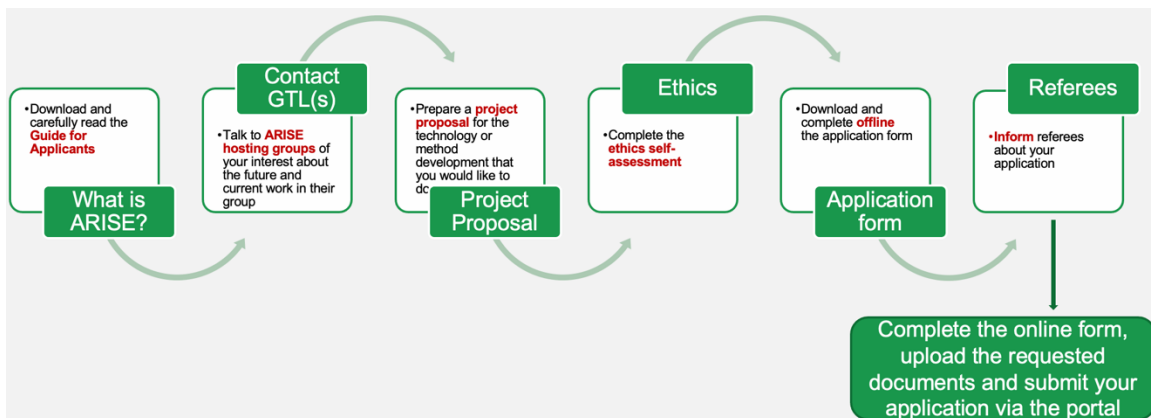 •Download and
carefully read the
Guide for
Applicants
What is
ARISE?
Contact
GTL(s)
•Talk to ARISE
hosting groups of
your interest about
the future and
current work in their
group
•Prepare a project
proposal for the
technology or
method
development that
you would like to
do
Project
Proposal
Ethics
•Complete the
ethics self-
assessment
•Download and
complete offline
the application form
Application
form
Referees
•Inform referees
about your
application
Complete the online form,
upload the requested
documents and submit your
application via the portal